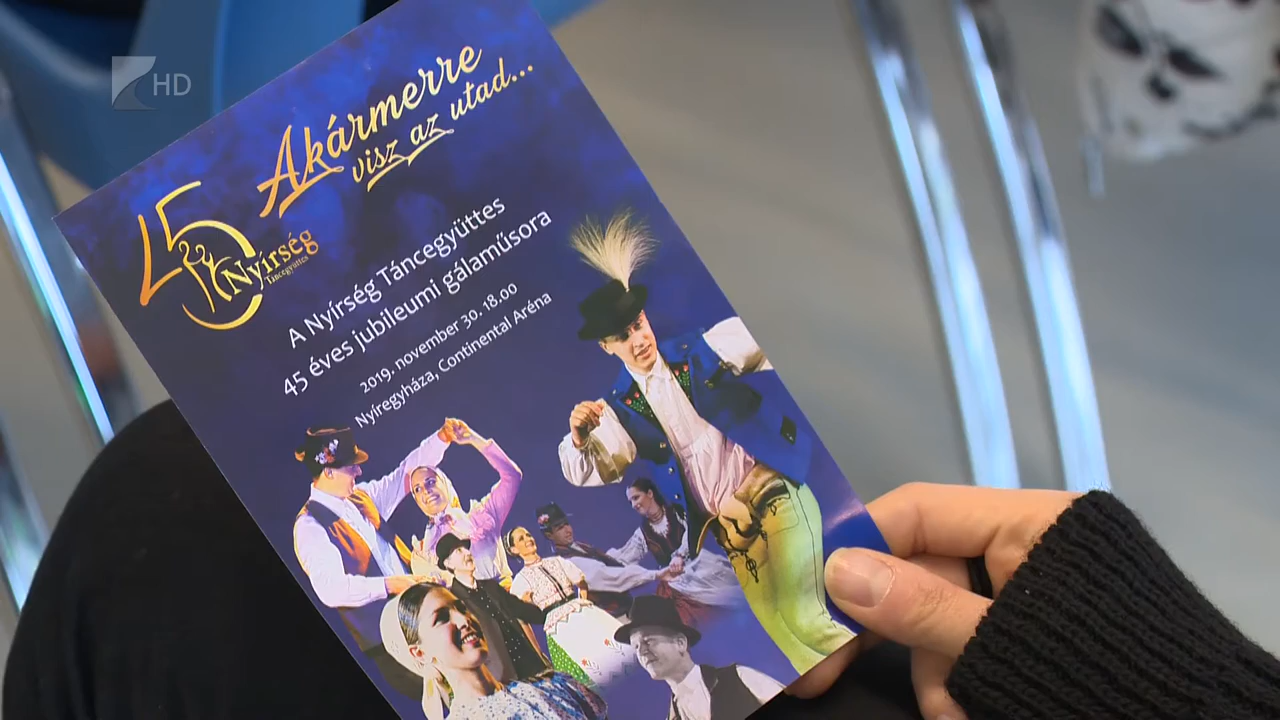 HD
Akármerre
visz az utad...
45
Nyírség
Táncegyüttes
A Nyírség Táncegyüttes
45 éves jubileumi gálaműsora
2019. november 30. 18.00
Nyíregyháza, Continental Aréna